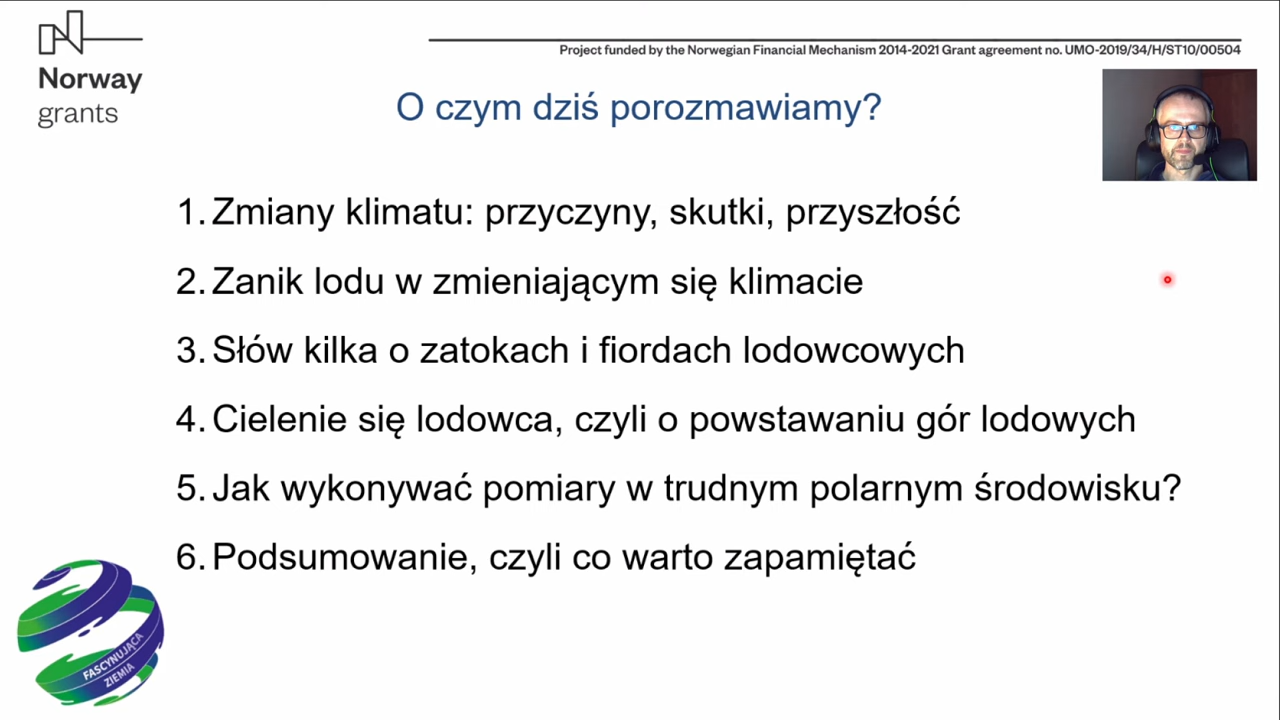 Norway
grants
Project funded by the Norwegian Financial Mechanism 2014-2021 Grant agreement no. UMO-2019/34/H/ST10/00504
O czym dziś porozmawiamy?
1. Zmiany klimatu: przyczyny, skutki, przyszłość
2. Zanik lodu w zmieniającym się klimacie
3. Słów kilka o zatokach i fiordach lodowcowych
4. Cielenie się lodowca, czyli o powstawaniu gór lodowych
5. Jak wykonywać pomiary w trudnym polarnym środowisku?
6. Podsumowanie, czyli co warto zapamiętać
FASCYNUJĄCA
ZIEMIA